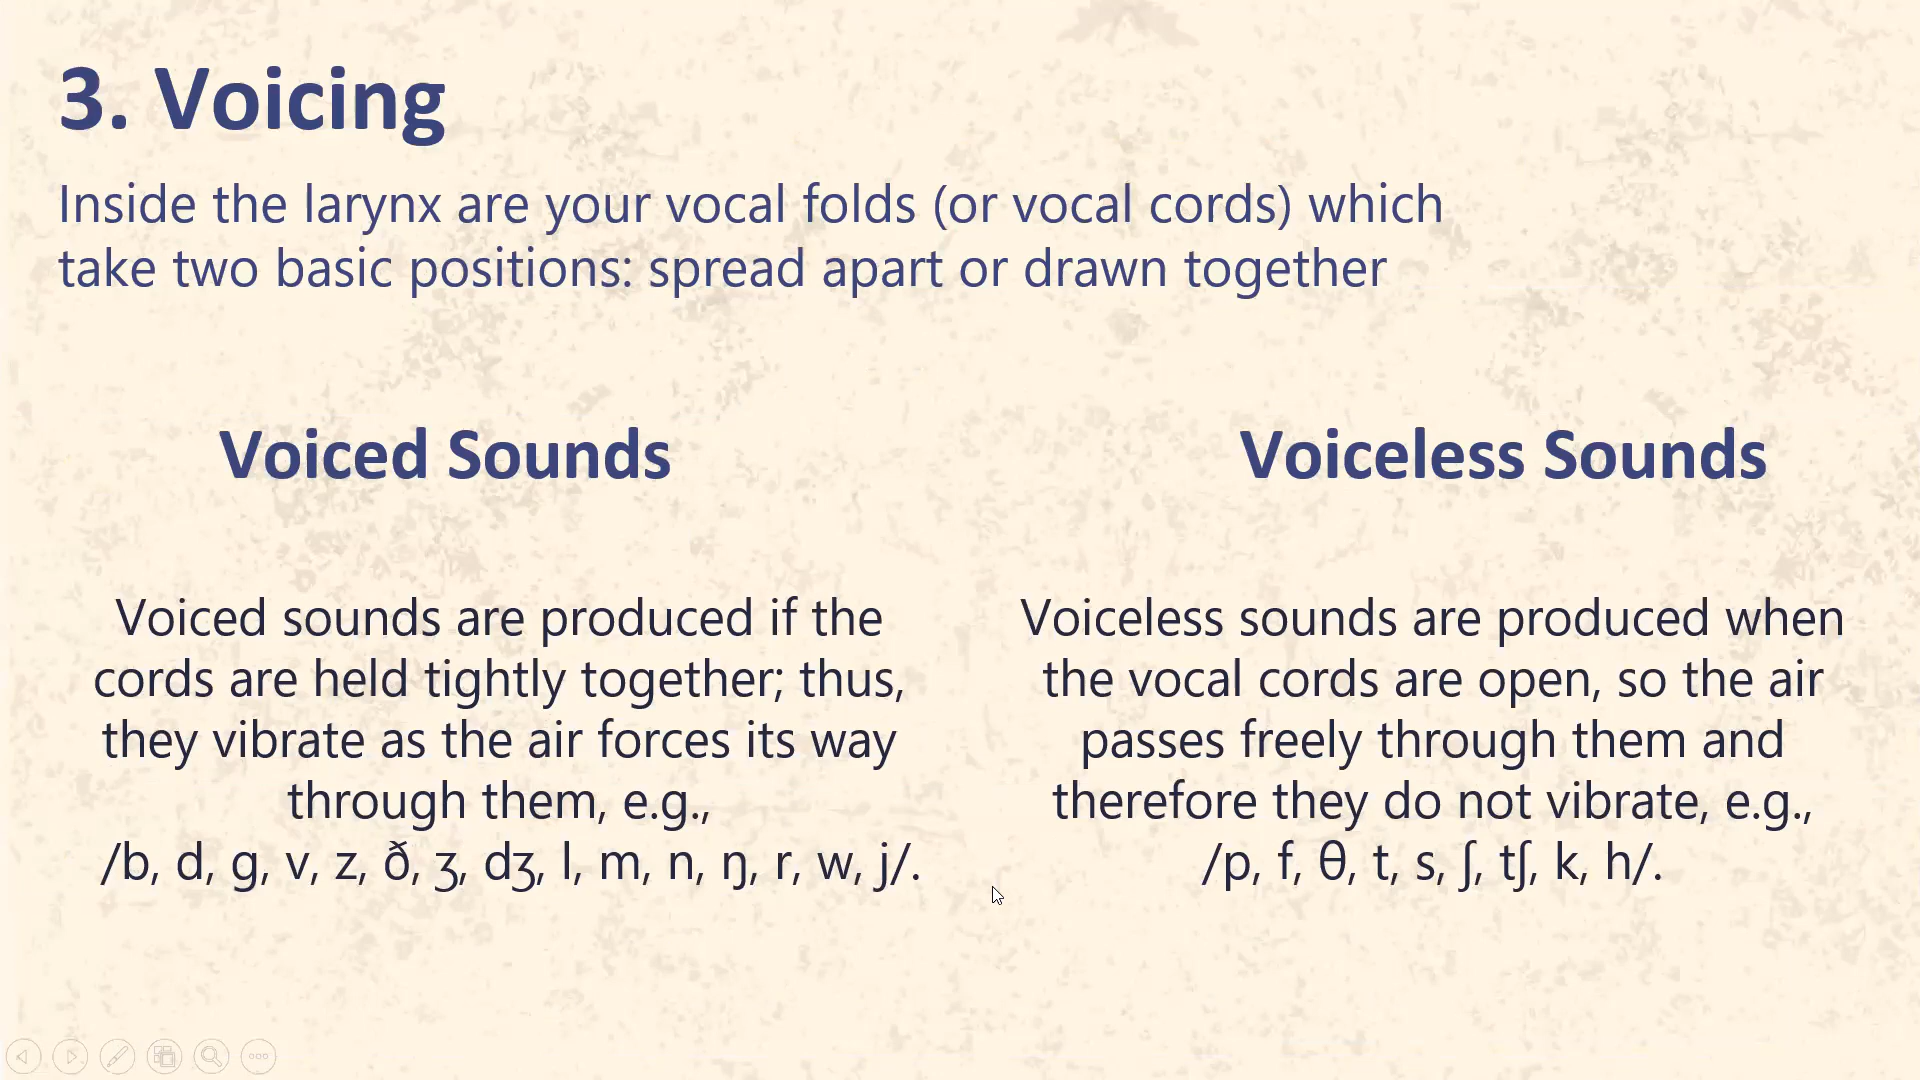 3. Voicing
Inside the larynx are your vocal folds (or vocal cords) which
take two basic positions: spread apart or drawn together
Voiced Sounds
Voiced sounds are produced if the
cords are held tightly together; thus,
they vibrate as the air forces its way
through them, e.g.,
/b, d, g, v, z, ð, ʒ, dʒ, l, m, n, ŋ, r, w, j/.
Voiceless Sounds
Voiceless sounds are produced when
the vocal cords are open, so the air
passes freely through them and
therefore they do not vibrate, e.g.,
/p, f, θ, t, s, ʃ, tʃ, k, h/.